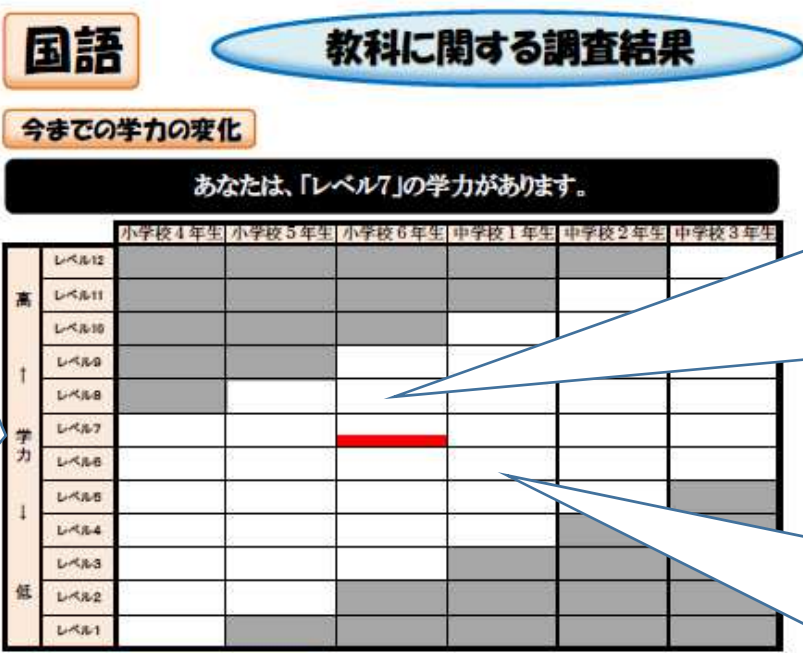 国語
教科に関する調査結果
今までの学力の変化
あなたは、「レベル7」の学力があります。
小学校4年生 小学校5年生 小学校6年生 中学校1年生 中学校2年生 中学校3年生
高 ↑ 学力 ↓ 低
レベル12
レベル11
レベル10
レベル9
レベル8
レベル7
レベル6
レベル5
レベル4
レベル3
レベル2
レベル1